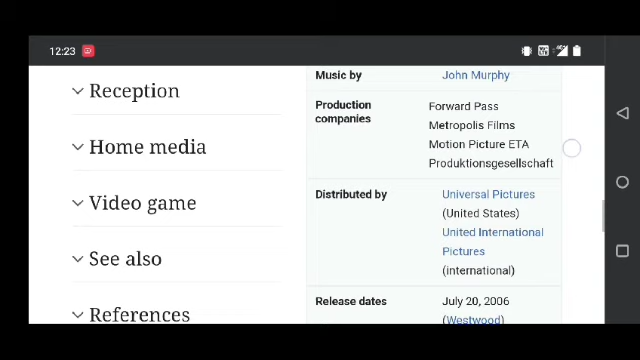 12:23
Reception
Home media
Video game
See also
References
Music by
John Murphy
Production
companies
Forward Pass
Metropolis Films
Motion Picture ETA
Produktionsgesellschaft
Distributed by
Universal Pictures
(United States)
United International
Pictures
(international)
Release dates
July 20, 2006
(Westwood)